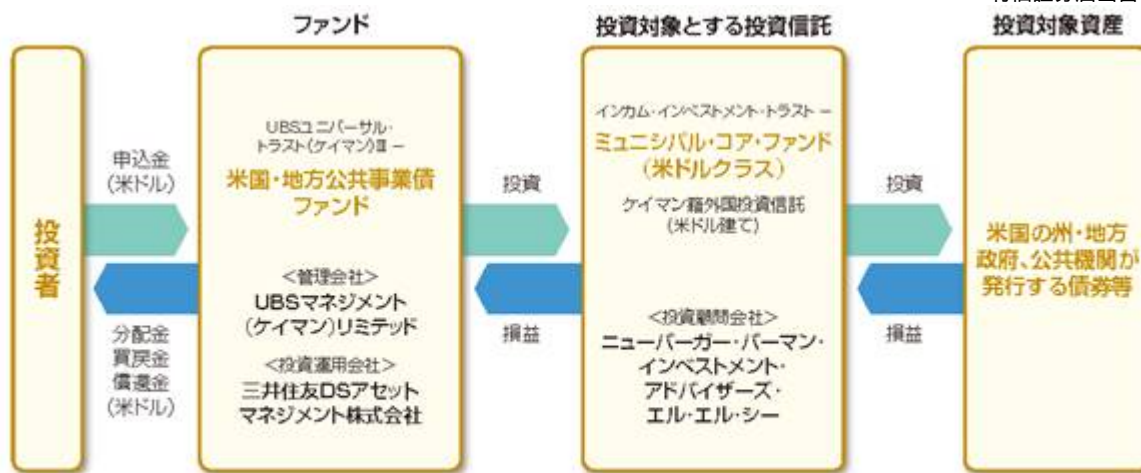 ファンド
投資対象とする投資信託
投資対象資産
投資者
申込金
(米ドル)
分配金
買戻金
償還金
(米ドル)
UBSユニバーサル・
トラスト(ケイマン)Ⅲ－
米国・地方公共事業債
ファンド
<管理会社>
UBSマネジメント
(ケイマン)リミテッド
<投資運用会社>
三井住友DSアセット
マネジメント株式会社
投資
損益
インカム・インベストメント・トラスト－
ミュニシパル・コア・ファンド
(米ドルクラス)
ケイマン籍外国投資信託
(米ドル建て)
<投資顧問会社>
ニューバーガー・バーマン・
インベストメント・
アドバイザーズ・
エル・エル・シー
投資
損益
米国の州・地方
政府、公共機関が
発行する債券等